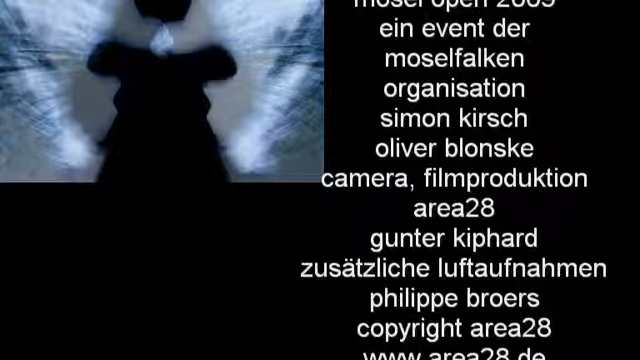 mosel open 2009
ein event der
moselfalken
organisation
simon kirsch
oliver blonske
camera, filmproduktion
area28
gunter kiphard
zusätzliche luftaufnahmen
philippe broers
copyright area28
www.area28.de